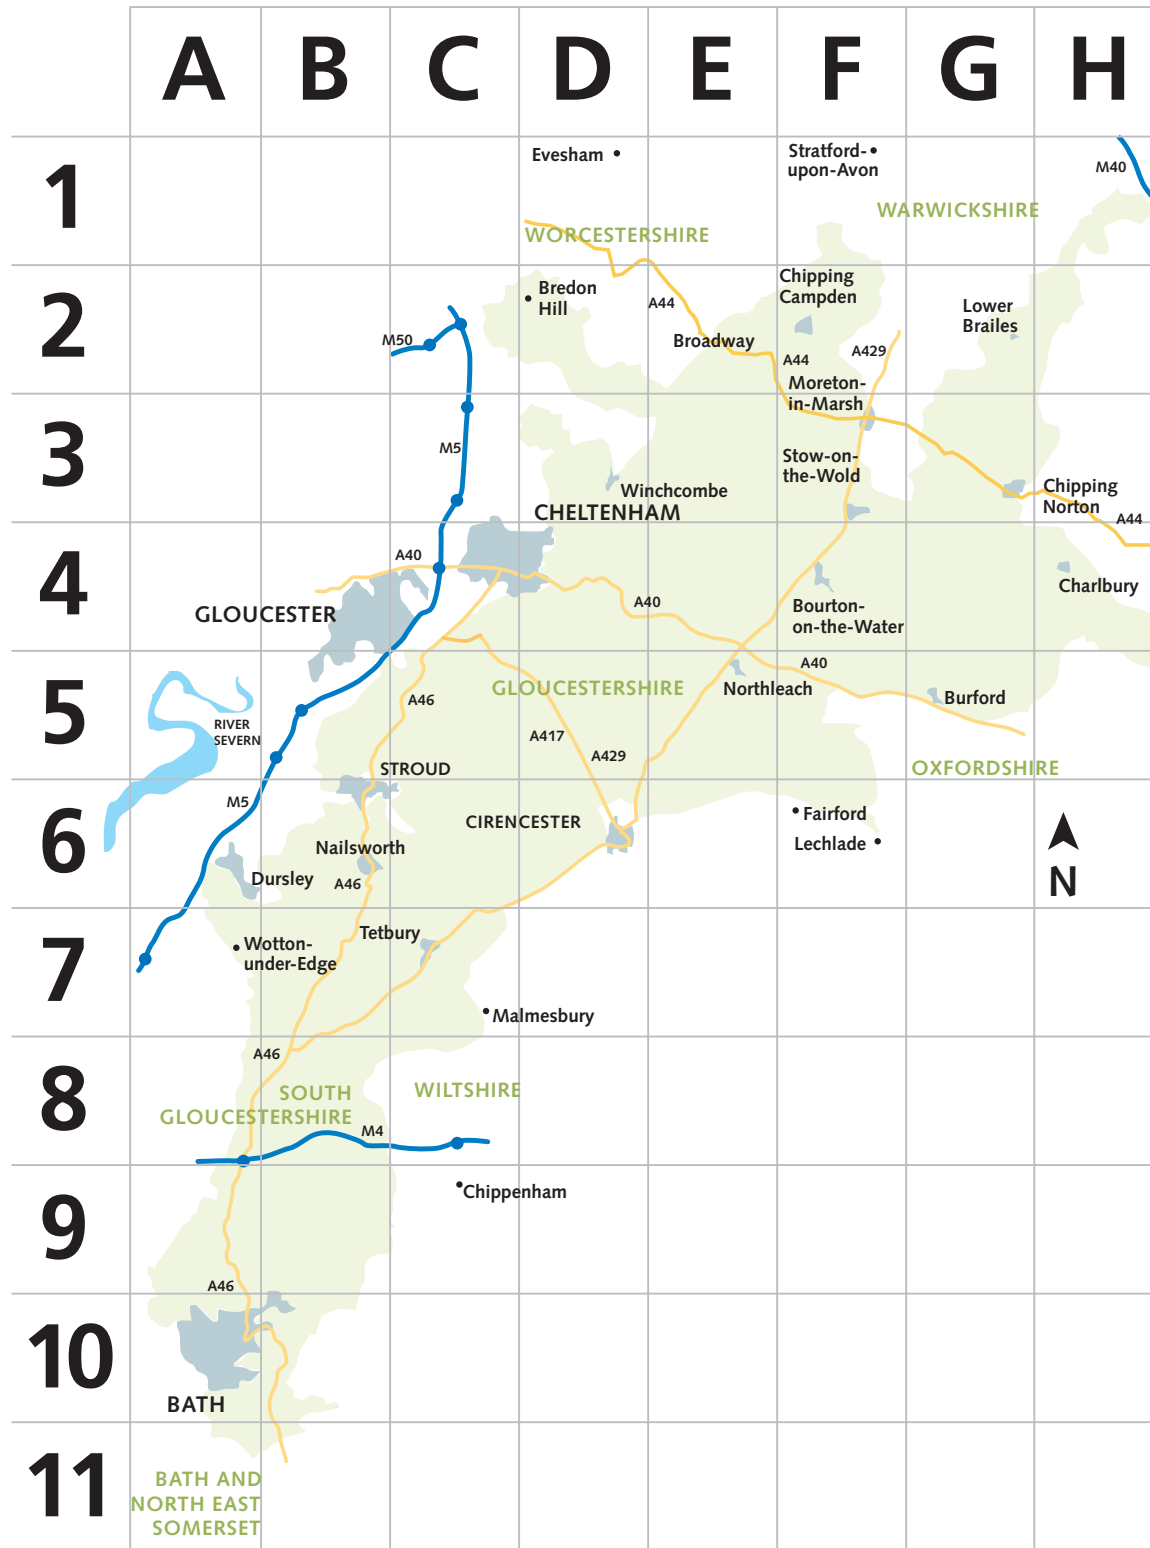 A B C D E F G H
1
Evesham
Stratford-
upon-Avon
M40
WARWICKSHIRE
WORCESTERSHIRE
2
Chipping
Campden
Bredon
Hill
A44
Lower
Brailes
M50
Broadway
A429
A44
Moreton-
in-Marsh
3
M5
Stow-on-
the-Wold
Winchcombe
Chipping
Norton
CHELTENHAM
A44
4
A40
Charlbury
A40
GLOUCESTER
Bourton-
on-the-Water
A40
5
GLOUCESTERSHIRE
Northleach
A46
Burford
RIVER
SEVERN
A417
A429
STROUD
OXFORDSHIRE
6
M5
Fairford
CIRENCESTER
Lechlade
Nailsworth
Dursley
A46
N
7
Tetbury
Wotton-
under-Edge
Malmesbury
8
A46
SOUTH
GLOUCESTERSHIRE
WILTSHIRE
M4
9
Chippenham
A46
10
BATH
11
BATH AND
NORTH EAST
SOMERSET